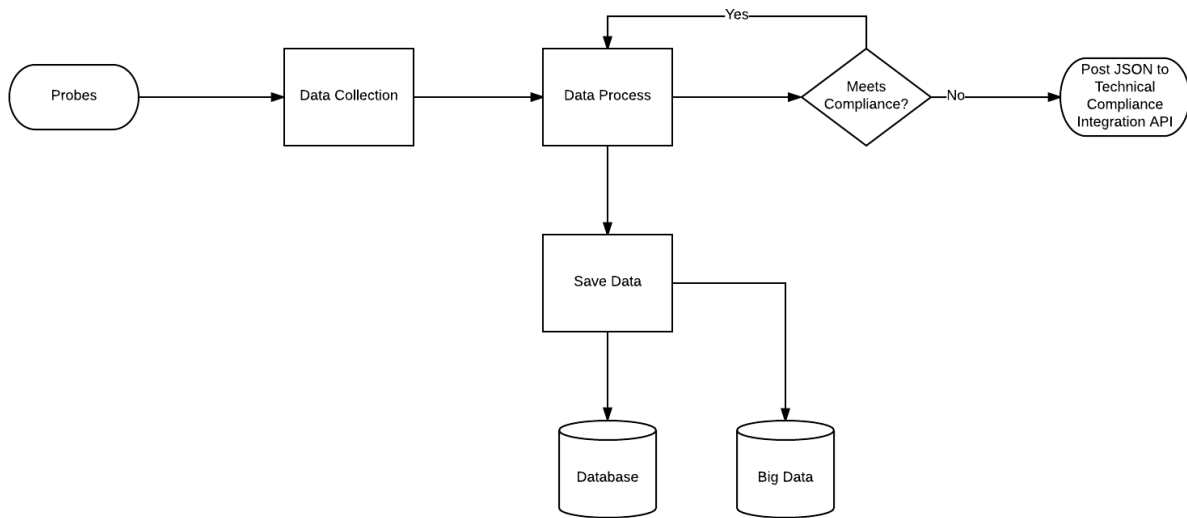 Yes
Probes
Data Collection
Data Process
Meets
Compliance?
No
Post JSON to
Technical
Compliance
Integration API
Save Data
Database
Big Data